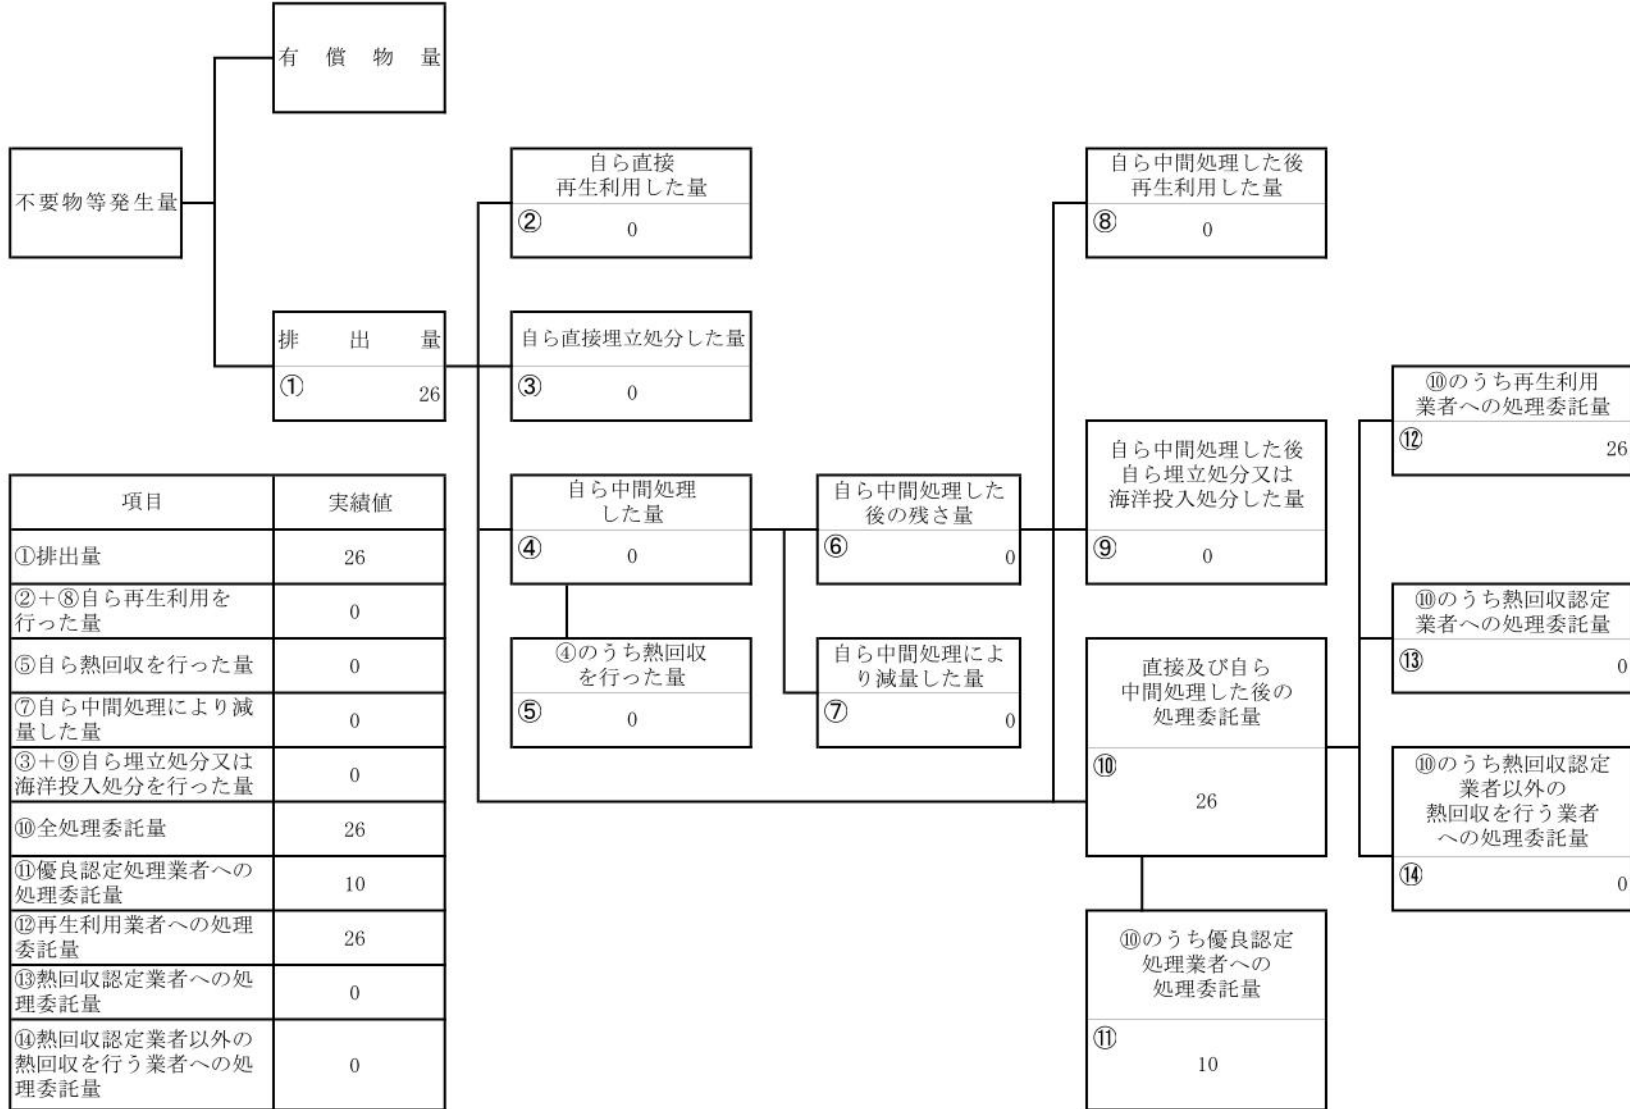 有償物量
不要物等発生量
排出量
①
26
自ら直接
再生利用した量
②
0
自ら直接埋立処分した量
③
0
自ら中間処理
した量
④
0
④のうち熱回収
を行った量
⑤
0
自ら中間処理した
後の残さ量
⑥
0
自ら中間処理によ
り減量した量
⑦
0
自ら中間処理した後
再生利用した量
⑧
0
自ら中間処理した後
自ら埋立処分又は
海洋投入処分した量
⑨
0
直接及び自ら
中間処理した後の
処理委託量
⑩
26
⑩のうち優良認定
処理業者への
処理委託量
⑪
10
⑩のうち再生利用
業者への処理委託量
⑫
26
⑩のうち熱回収認定
業者への処理委託量
⑬
0
⑩のうち熱回収認定
業者以外の
熱回収を行う業者
への処理委託量
⑭
0
項目 実績値
①排出量 26
②+⑧自ら再生利用を
行った量 0
⑤自ら熱回収を行った量 0
⑦自ら中間処理により減
量した量 0
③+⑨自ら埋立処分又は
海洋投入処分を行った量 0
⑩全処理委託量 26
⑪優良認定処理業者への
処理委託量 10
⑫再生利用業者への処理
委託量 26
⑬熱回収認定業者への処
理委託量 0
⑭熱回収認定業者以外の
熱回収を行う業者への処
理委託量 0